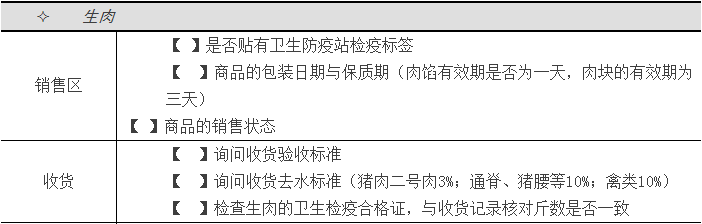 ✧ 生肉
【 】是否贴有卫生防疫站检疫标签
【 】商品的包装日期与保质期（肉馅有效期是否为一天，肉块的有效期为
三天）
销售区
【 】商品的销售状态
【 】询问收货验收标准
收货
【 】询问收货去水标准（猪肉二号肉3%；通脊、猪腰等10%；禽类10%）
【 】检查生肉的卫生检疫合格证，与收货记录核对斤数是否一致